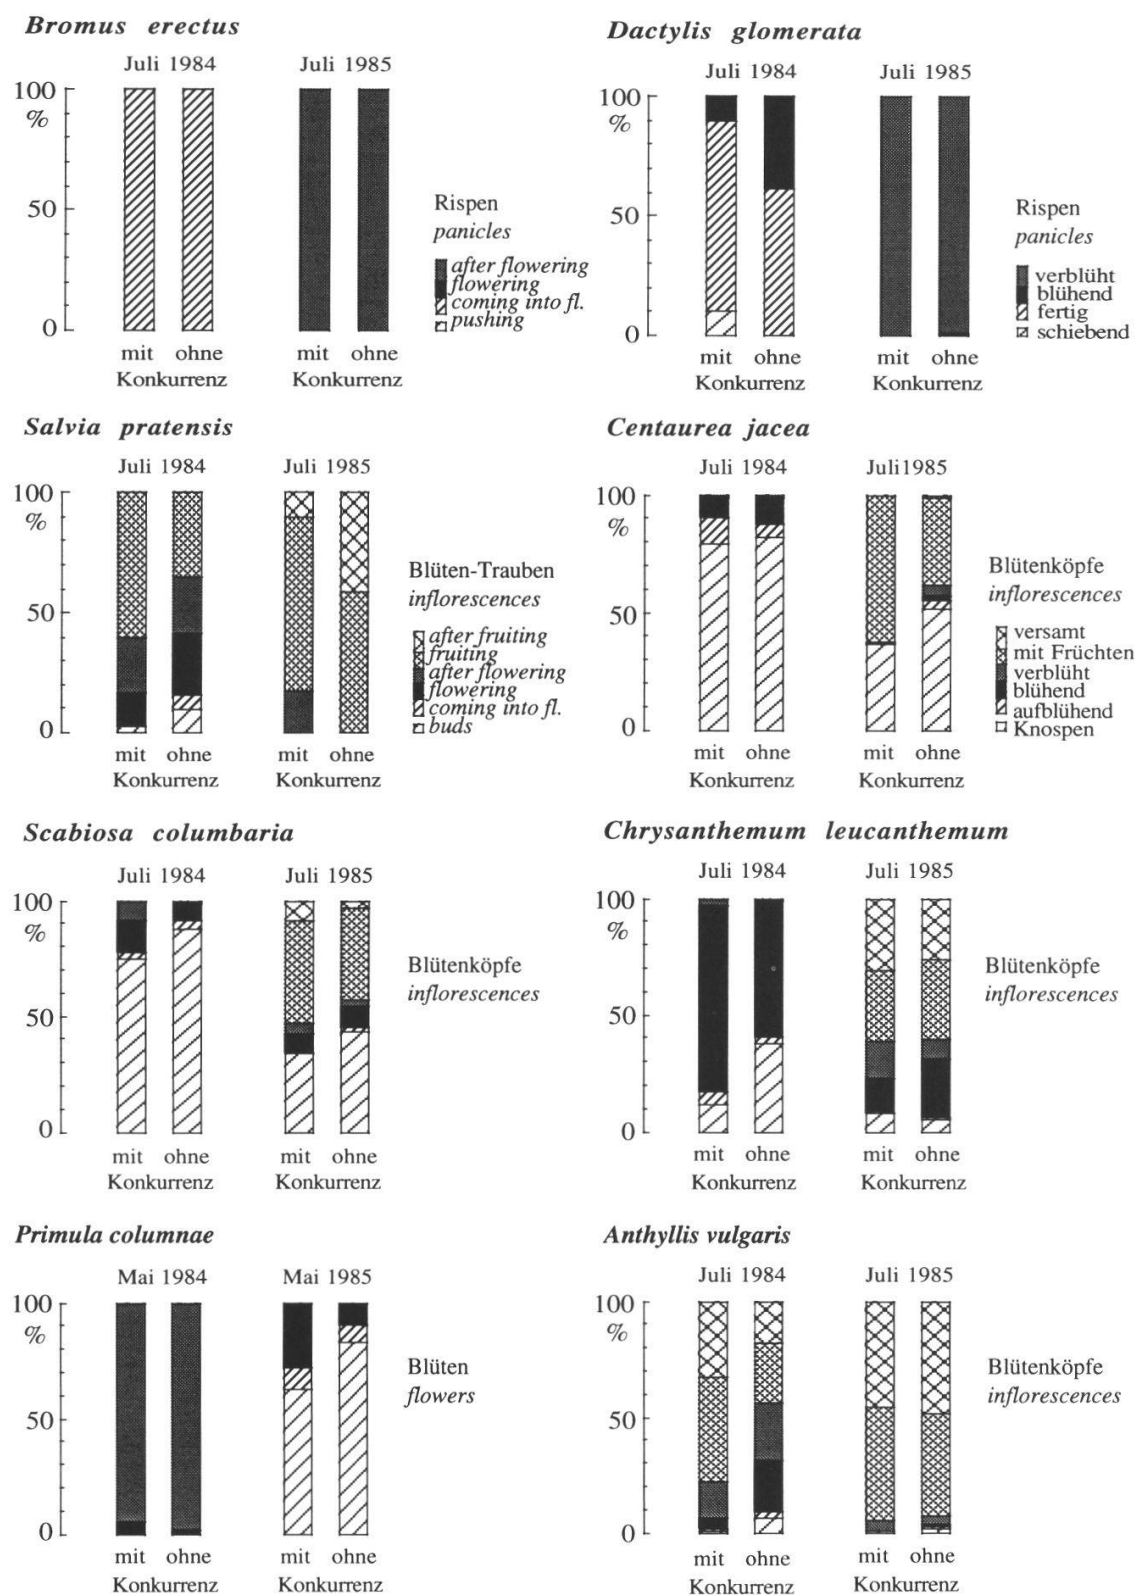 Bromus erectus
Juli 1984 Juli 1985
100
%
50
0
mit ohne mit ohne
Konkurrenz Konkurrenz
Rispen
panicles
after flowering
flowering
coming into fl.
pushing
Dactylis glomerata
Juli 1984 Juli 1985
100
%
50
0
mit ohne mit ohne
Konkurrenz Konkurrenz
Rispen
panicles
verblüht
blühend
fertig
schiebend
Salvia pratensis
Juli 1984 Juli 1985
100
%
50
0
mit ohne mit ohne
Konkurrenz Konkurrenz
Blüten-Trauben
inflorescences
after fruiting
fruiting
after flowering
flowering
coming into fl.
buds
Centaurea jacea
Juli 1984 Juli1985
100
%
50
0
mit ohne mit ohne
Konkurrenz Konkurrenz
Blütenköpfe
inflorescences
versamt
mit Früchten
verblüht
blühend
aufblühend
Knospen
Scabiosa columbaria
Juli 1984 Juli 1985
100
%
50
0
mit ohne mit ohne
Konkurrenz Konkurrenz
Blütenköpfe
inflorescences
Chrysanthemum leucanthemum
Juli 1984 Juli 1985
100
%
50
0
mit ohne mit ohne
Konkurrenz Konkurrenz
Blütenköpfe
inflorescences
Primula columnae
Mai 1984 Mai 1985
100
%
50
0
mit ohne mit ohne
Konkurrenz Konkurrenz
Blüten
flowers
Anthyllis vulgaris
Juli 1984 Juli 1985
100
%
50
0
mit ohne mit ohne
Konkurrenz Konkurrenz
Blütenköpfe
inflorescences